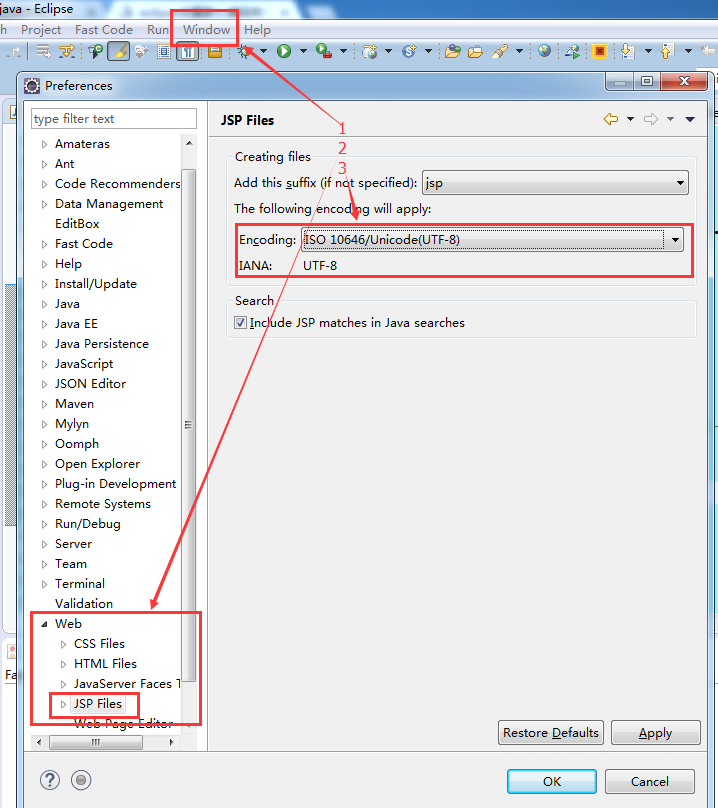 java - Eclipse
h Project Fast Code Run Window Help
Preferences
type filter text
Amateras
Ant
Code Recommenders
Data Management
EditBox
Fast Code
Help
Install/Update
Java
Java EE
Java Persistence
JavaScript
JSON Editor
Maven
Mylyn
Oomph
Open Explorer
Plug-in Development
Remote Systems
Run/Debug
Server
Team
Terminal
Validation
Web
CSS Files
HTML Files
JavaServer Faces T
JSP Files
Web Page Editor
JSP Files
1
2
3
Creating files
Add this suffix (if not specified): jsp
The following encoding will apply:
Encoding: ISO 10646/Unicode(UTF-8)
IANA: UTF-8
Search
Include JSP matches in Java searches
Restore Defaults
Apply
OK
Cancel
Fa